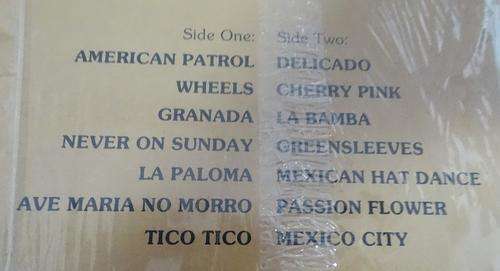 Side One:
AMERICAN PATROL
WHEELS
GRANADA
NEVER ON SUNDAY
LA PALOMA
AVE MARIA NO MORRO
TICO TICO
Side Two:
DELICADO
CHERRY PINK
LA BAMBA
GREENSLEEVES
MEXICAN HAT DANCE
PASSION FLOWER
MEXICO CITY